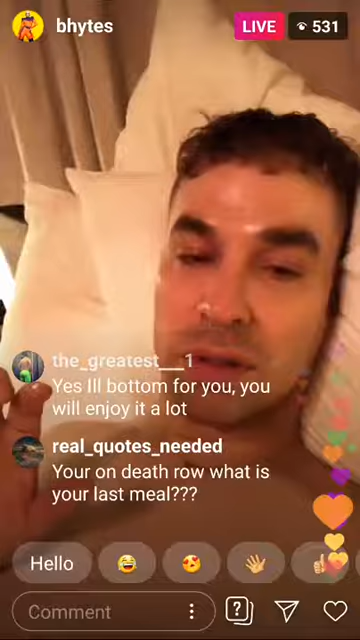 bhytes
LIVE
531
the_greatest___1
Yes Ill bottom for you, you
will enjoy it a lot
real_quotes_needed
Your on death row what is
your last meal???
Hello
Comment